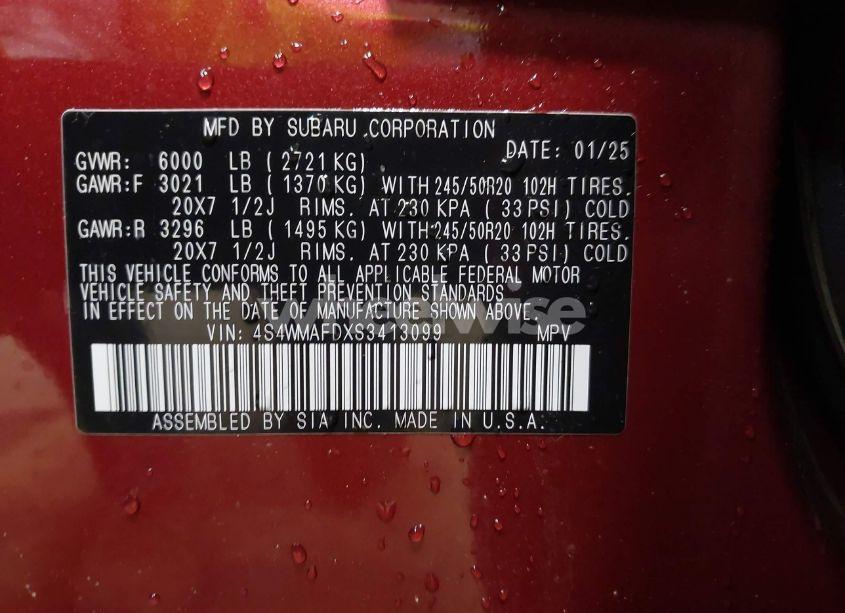 MFD BY SUBARU CORPORATION
DATE: 01/25
GVWR: 6000 LB ( 2721 KG)
GAWR:F 3021 LB ( 1370 KG) WITH 245/50R20 102H TIRES.
20X7 1/2J RIMS. AT 230 KPA ( 33 PSI) COLD
GAWR:R 3296 LB ( 1495 KG) WITH 245/50R20 102H TIRES.
20X7 1/2J RIMS. AT 230 KPA ( 33 PSI) COLD
THIS VEHICLE CONFORMS TO ALL APPLICABLE FEDERAL MOTOR
VEHICLE SAFETY AND THEFT PREVENTION STANDARDS
IN EFFECT ON THE DATE OF MANUFACTURE SHOWN ABOVE.
VIN: 4S4WMAFDXS3413099 MPV
ASSEMBLED BY SIA INC. MADE IN U.S.A.